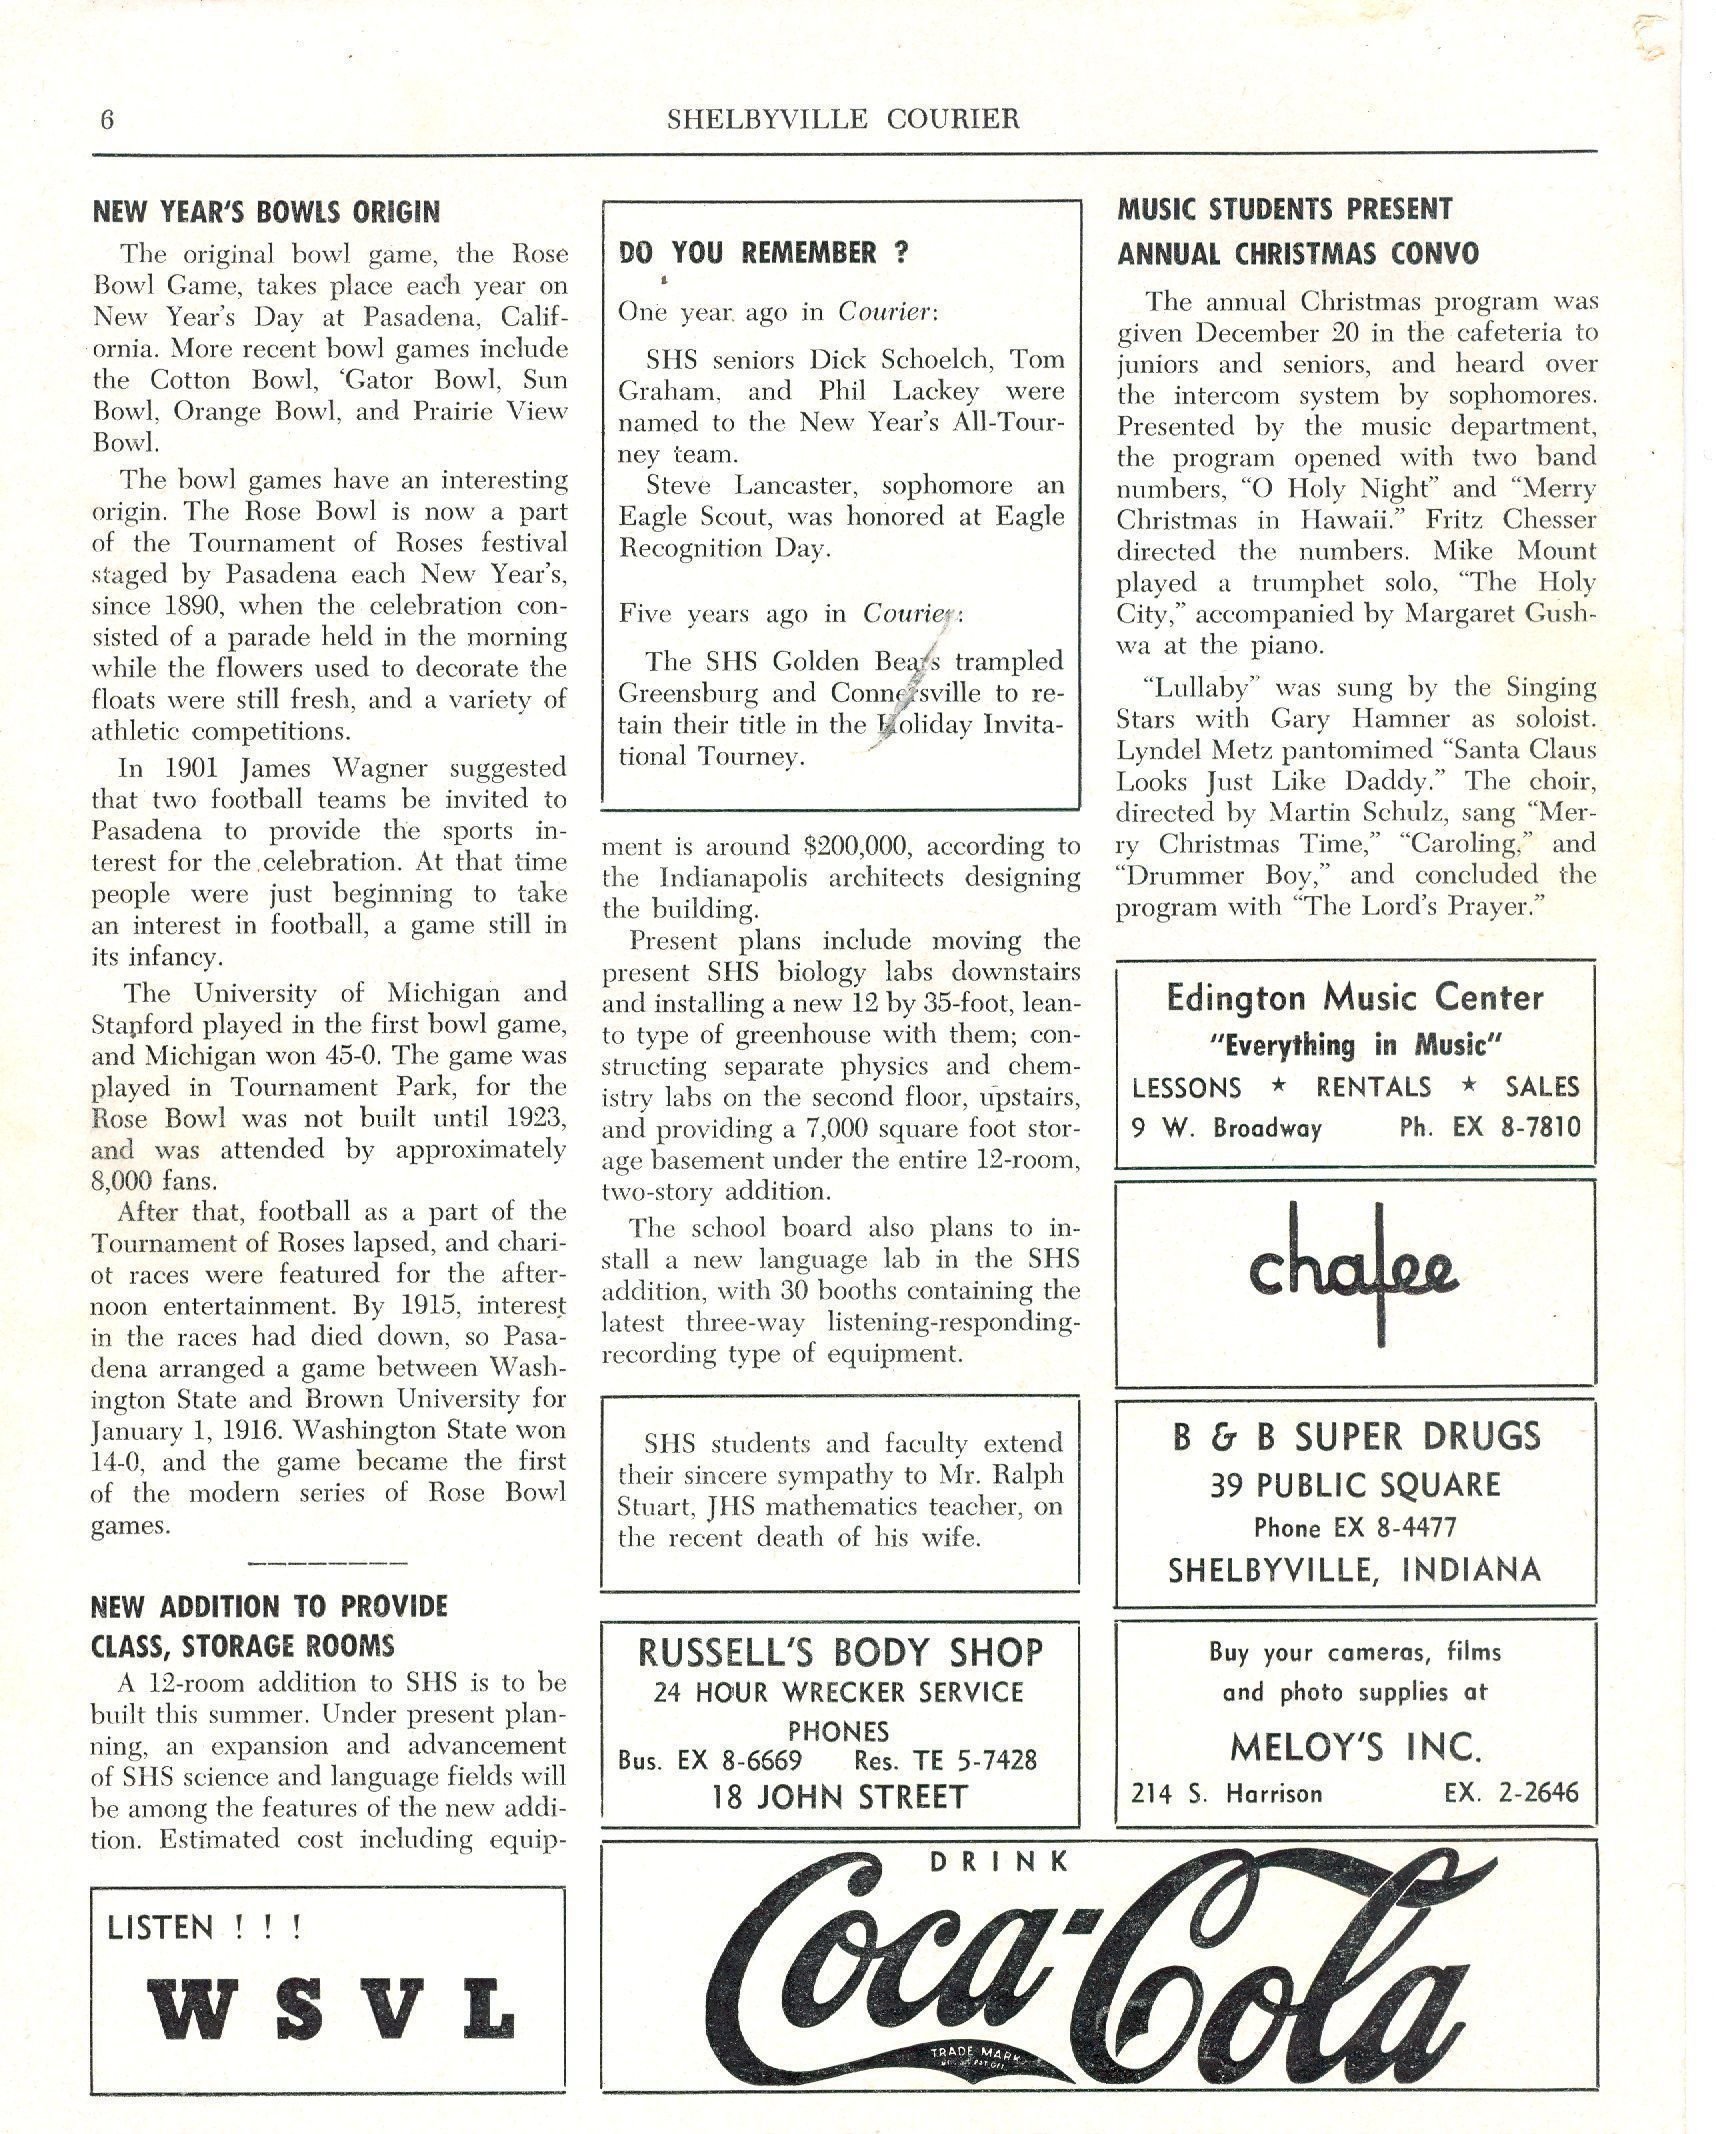 6
SHELBYVILLE COURIER
NEW YEAR'S BOWLS ORIGIN
The original bowl game, the Rose
Bowl Game, takes place each year on
New Year's Day at Pasadena, Calif-
ornia. More recent bowl games include
the Cotton Bowl, 'Gator Bowl, Sun
Bowl, Orange Bowl, and Prairie View
Bowl.
The bowl games have an interesting
origin. The Rose Bowl is now a part
of the Tournament of Roses festival
staged by Pasadena each New Year's,
since 1890, when the celebration con-
sisted of a parade held in the morning
while the flowers used to decorate the
floats were still fresh, and a variety of
athletic competitions.
In 1901 James Wagner suggested
that two football teams be invited to
Pasadena to provide the sports in-
terest for the celebration. At that time
people were just beginning to take
an interest in football, a game still in
its infancy.
The University of Michigan and
Stanford played in the first bowl game,
and Michigan won 45-0. The game was
played in Tournament Park, for the
Rose Bowl was not built until 1923,
and was attended by approximately
8,000 fans.
After that, football as a part of the
Tournament of Roses lapsed, and chari-
ot races were featured for the after-
noon entertainment. By 1915, interest
in the races had died down, so Pasa-
dena arranged a game between Wash-
ington State and Brown University for
January 1, 1916. Washington State won
14-0, and the game became the first
of the modern series of Rose Bowl
games.
NEW ADDITION TO PROVIDE
CLASS, STORAGE ROOMS
A 12-room addition to SHS is to be
built this summer. Under present plan-
ning, an expansion and advancement
of SHS science and language fields will
be among the features of the new addi-
tion. Estimated cost including equip-
LISTEN ! ! !
W S V L
DO YOU REMEMBER ?
One year ago in Courier:
SHS seniors Dick Schoelch, Tom
Graham, and Phil Lackey were
named to the New Year's All-Tour-
ney team.
Steve Lancaster, sophomore an
Eagle Scout, was honored at Eagle
Recognition Day.
Five years ago in Courier:
The SHS Golden Bears trampled
Greensburg and Connersville to re-
tain their title in the Holiday Invita-
tional Tourney.
ment is around $200,000, according to
the Indianapolis architects designing
the building.
Present plans include moving the
present SHS biology labs downstairs
and installing a new 12 by 35-foot, lean-
to type of greenhouse with them; con-
structing separate physics and chem-
istry labs on the second floor, upstairs,
and providing a 7,000 square foot stor-
age basement under the entire 12-room,
two-story addition.
The school board also plans to in-
stall a new language lab in the SHS
addition, with 30 booths containing the
latest three-way listening-responding-
recording type of equipment.
SHS students and faculty extend
their sincere sympathy to Mr. Ralph
Stuart, JHS mathematics teacher, on
the recent death of his wife.
RUSSELL'S BODY SHOP
24 HOUR WRECKER SERVICE
PHONES
Bus. EX 8-6669 Res. TE 5-7428
18 JOHN STREET
MUSIC STUDENTS PRESENT
ANNUAL CHRISTMAS CONVO
The annual Christmas program was
given December 20 in the cafeteria to
juniors and seniors, and heard over
the intercom system by sophomores.
Presented by the music department,
the program opened with two band
numbers, "O Holy Night" and "Merry
Christmas in Hawaii." Fritz Chesser
directed the numbers. Mike Mount
played a trumphet solo, "The Holy
City," accompanied by Margaret Gush-
wa at the piano.
"Lullaby" was sung by the Singing
Stars with Gary Hamner as soloist.
Lyndel Metz pantomimed "Santa Claus
Looks Just Like Daddy." The choir,
directed by Martin Schulz, sang "Mer-
ry Christmas Time," "Caroling," and
"Drummer Boy," and concluded the
program with "The Lord's Prayer."
Edington Music Center
"Everything in Music"
LESSONS ★ RENTALS ★ SALES
9 W. Broadway Ph. EX 8-7810
chafee
B & B SUPER DRUGS
39 PUBLIC SQUARE
Phone EX 8-4477
SHELBYVILLE, INDIANA
Buy your cameras, films
and photo supplies at
MELOY'S INC.
214 S. Harrison EX. 2-2646
DRINK
Coca-Cola
TRADE MARK